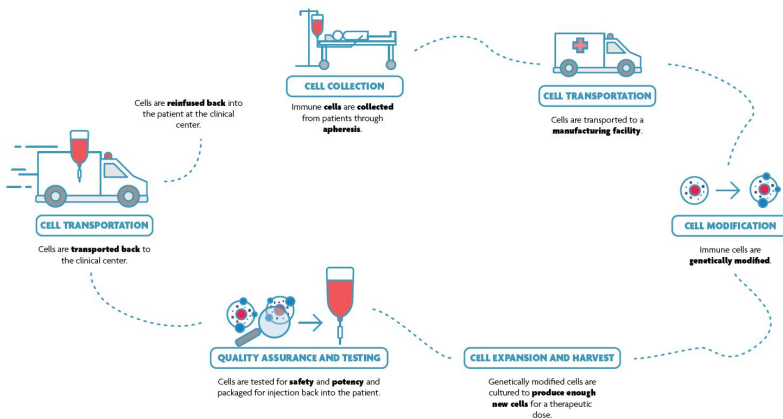 CELL COLLECTION
Immune cells are collected
from patients through
apheresis.
CELL TRANSPORTATION
Cells are transported to a
manufacturing facility.
CELL MODIFICATION
Immune cells are
genetically modified.
CELL EXPANSION AND HARVEST
Genetically modified cells are
cultured to produce enough
new cells for a therapeutic
dose.
QUALITY ASSURANCE AND TESTING
Cells are tested for safety and potency and
packaged for injection back into the patient.
CELL TRANSPORTATION
Cells are transported back to
the clinical center.
Cells are reinfused back into
the patient at the clinical
center.